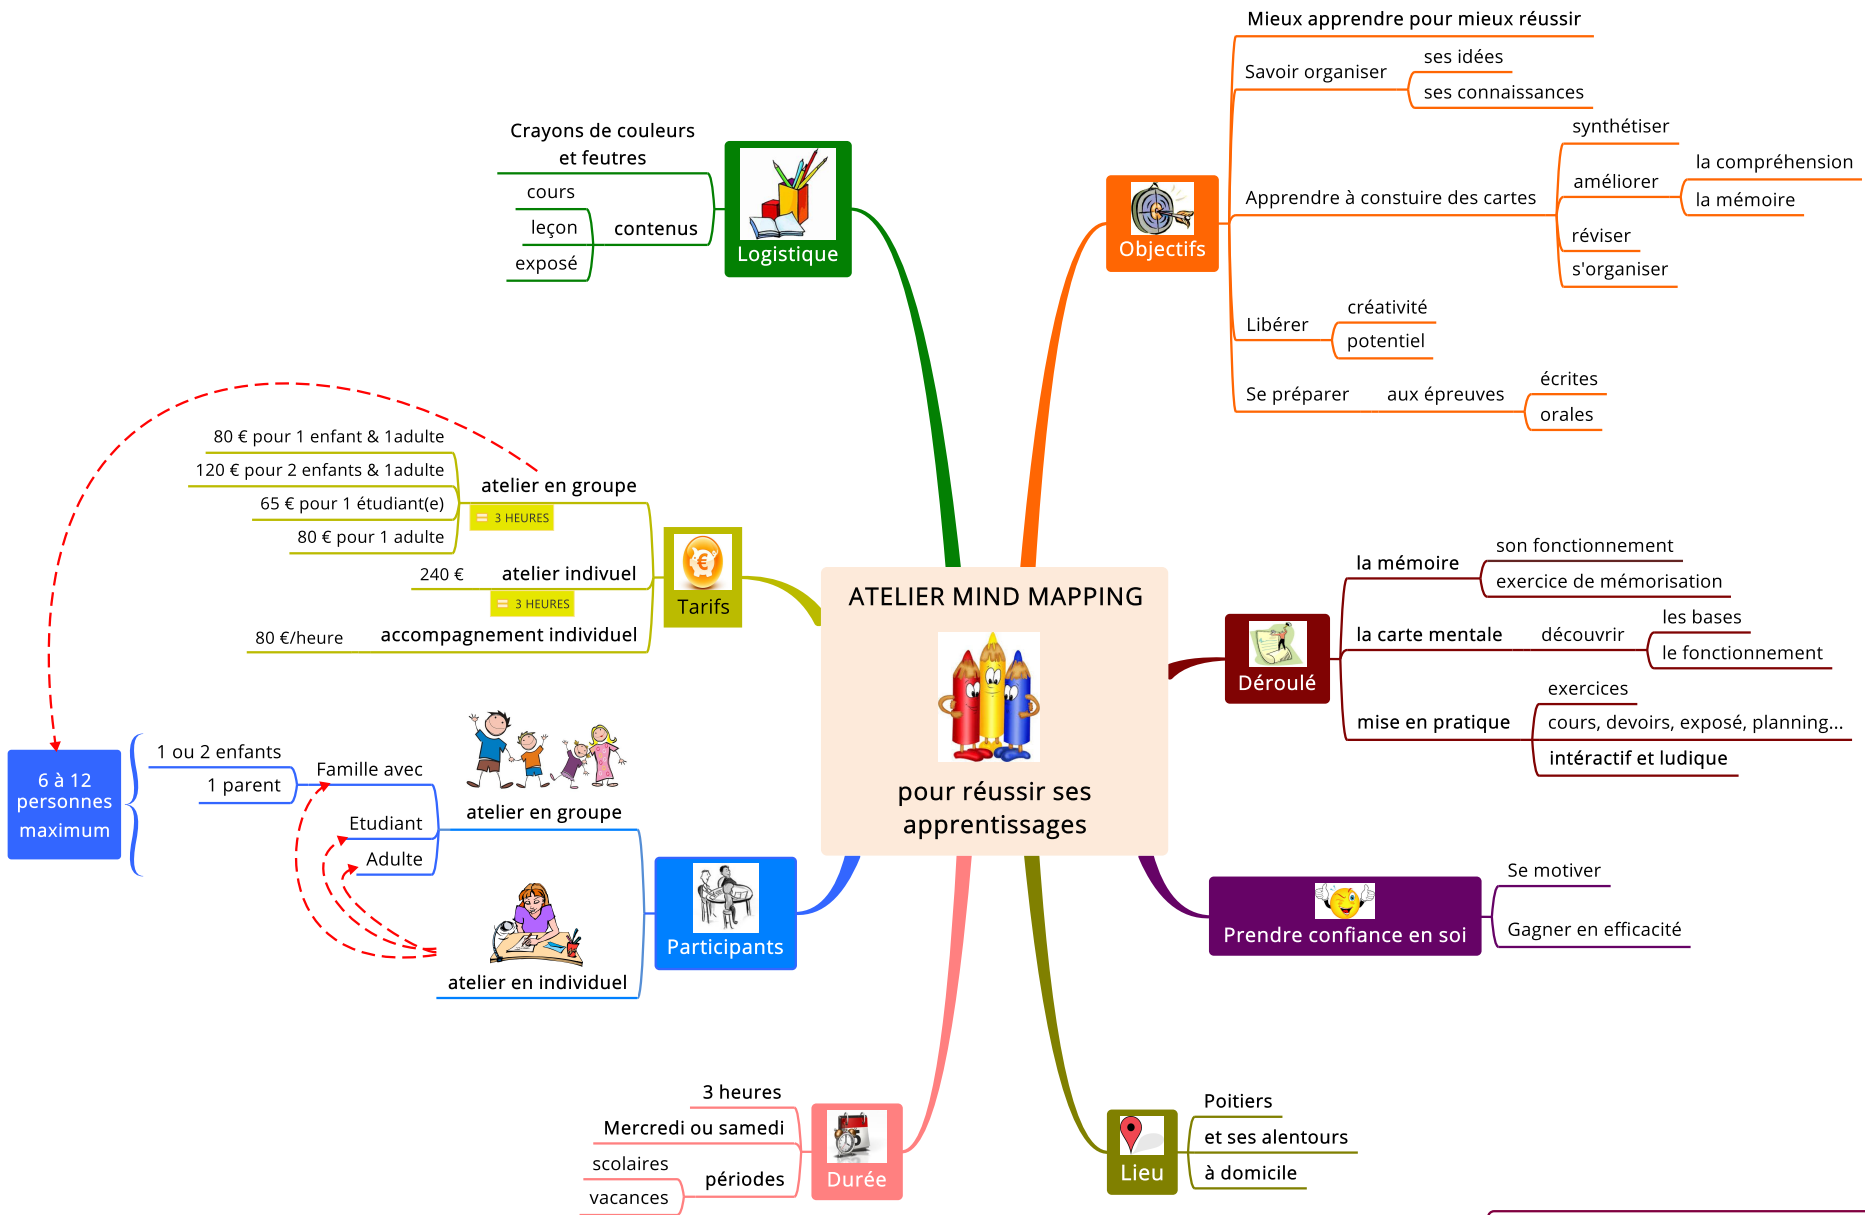 ATELIER MIND MAPPING
pour réussir ses
apprentissages
Objectifs
Mieux apprendre pour mieux réussir
Savoir organiser
ses idées
ses connaissances
Apprendre à constuire des cartes
synthétiser
améliorer
la compréhension
la mémoire
réviser
s'organiser
Libérer
créativité
potentiel
Se préparer
aux épreuves
écrites
orales
Déroulé
la mémoire
son fonctionnement
exercice de mémorisation
la carte mentale
découvrir
les bases
le fonctionnement
mise en pratique
exercices
cours, devoirs, exposé, planning...
intéractif et ludique
Prendre confiance en soi
Se motiver
Gagner en efficacité
Lieu
Poitiers
et ses alentours
à domicile
Durée
3 heures
Mercredi ou samedi
périodes
scolaires
vacances
Participants
atelier en groupe
Famille avec
1 ou 2 enfants
1 parent
Etudiant
Adulte
6 à 12
personnes
maximum
atelier en individuel
Tarifs
atelier en groupe
3 HEURES
80 € pour 1 enfant & 1adulte
120 € pour 2 enfants & 1adulte
65 € pour 1 étudiant(e)
80 € pour 1 adulte
atelier indivuel
3 HEURES
240 €
accompagnement individuel
80 €/heure
Logistique
Crayons de couleurs
et feutres
contenus
cours
leçon
exposé